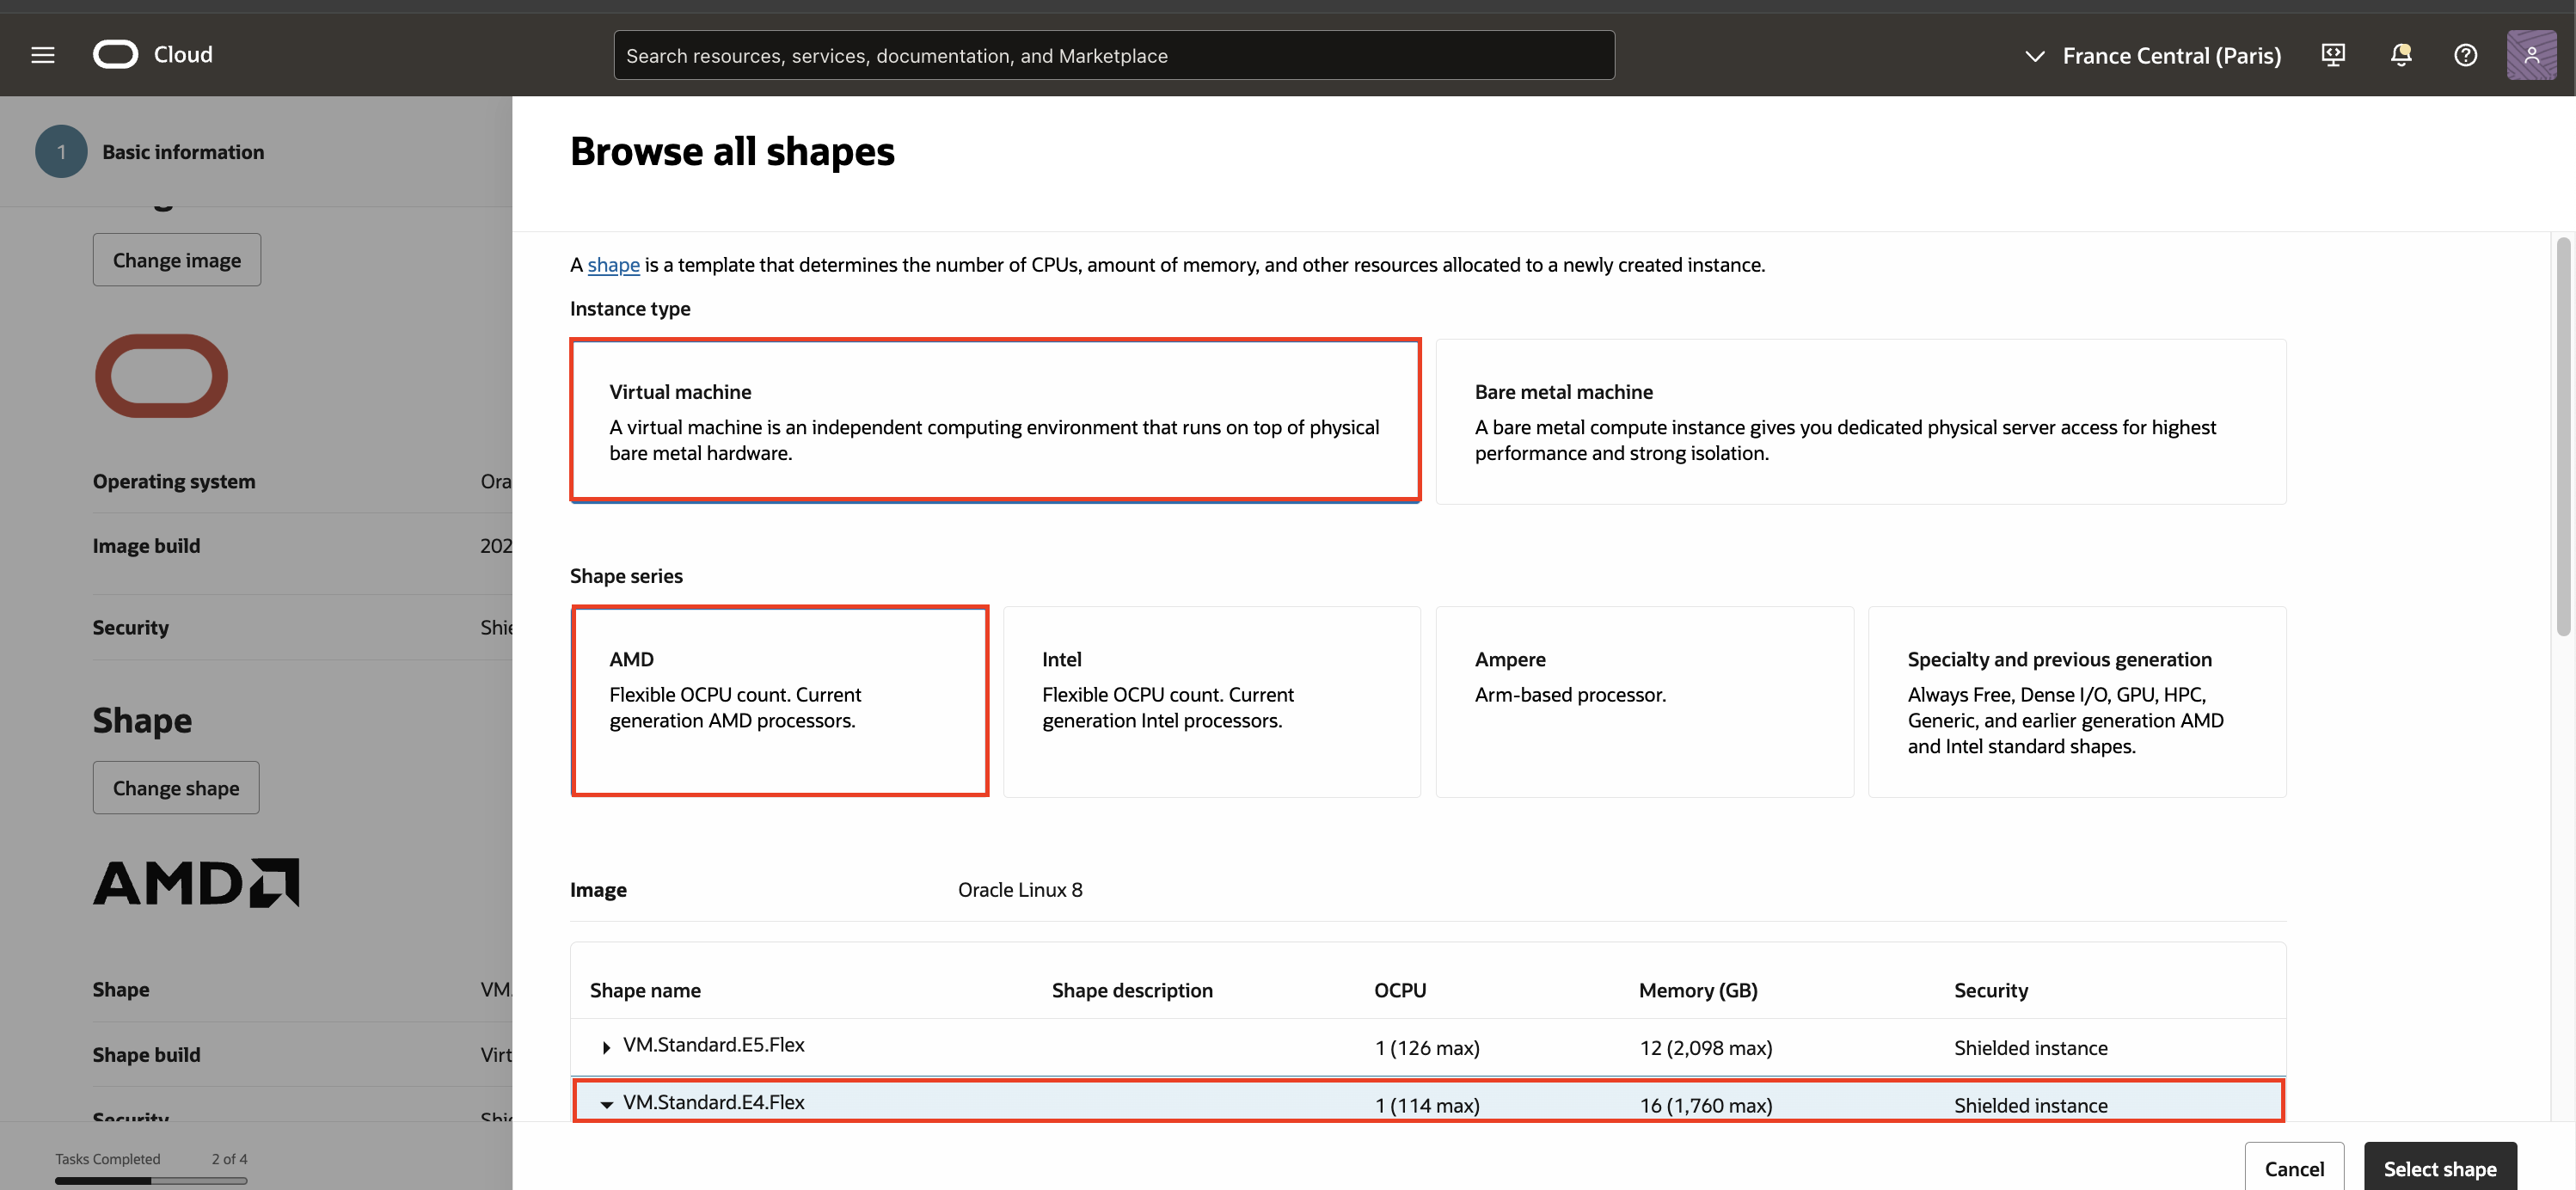 Cloud
Search resources, services, documentation, and Marketplace
France Central (Paris)
1
Basic information
Change image
Operating system
Ora
Image build
202
Security
Shie
Shape
Change shape
AMD
Shape
VM.
Shape build
Virt
Security
Shi
Tasks Completed 2 of 4
Browse all shapes
A shape is a template that determines the number of CPUs, amount of memory, and other resources allocated to a newly created instance.
Instance type
Virtual machine
A virtual machine is an independent computing environment that runs on top of physical
bare metal hardware.
Bare metal machine
A bare metal compute instance gives you dedicated physical server access for highest
performance and strong isolation.
Shape series
AMD
Flexible OCPU count. Current
generation AMD processors.
Intel
Flexible OCPU count. Current
generation Intel processors.
Ampere
Arm-based processor.
Specialty and previous generation
Always Free, Dense I/O, GPU, HPC,
Generic, and earlier generation AMD
and Intel standard shapes.
Image Oracle Linux 8
Shape name Shape description OCPU Memory (GB) Security
VM.Standard.E5.Flex 1 (126 max) 12 (2,098 max) Shielded instance
VM.Standard.E4.Flex 1 (114 max) 16 (1,760 max) Shielded instance
Cancel
Select shape